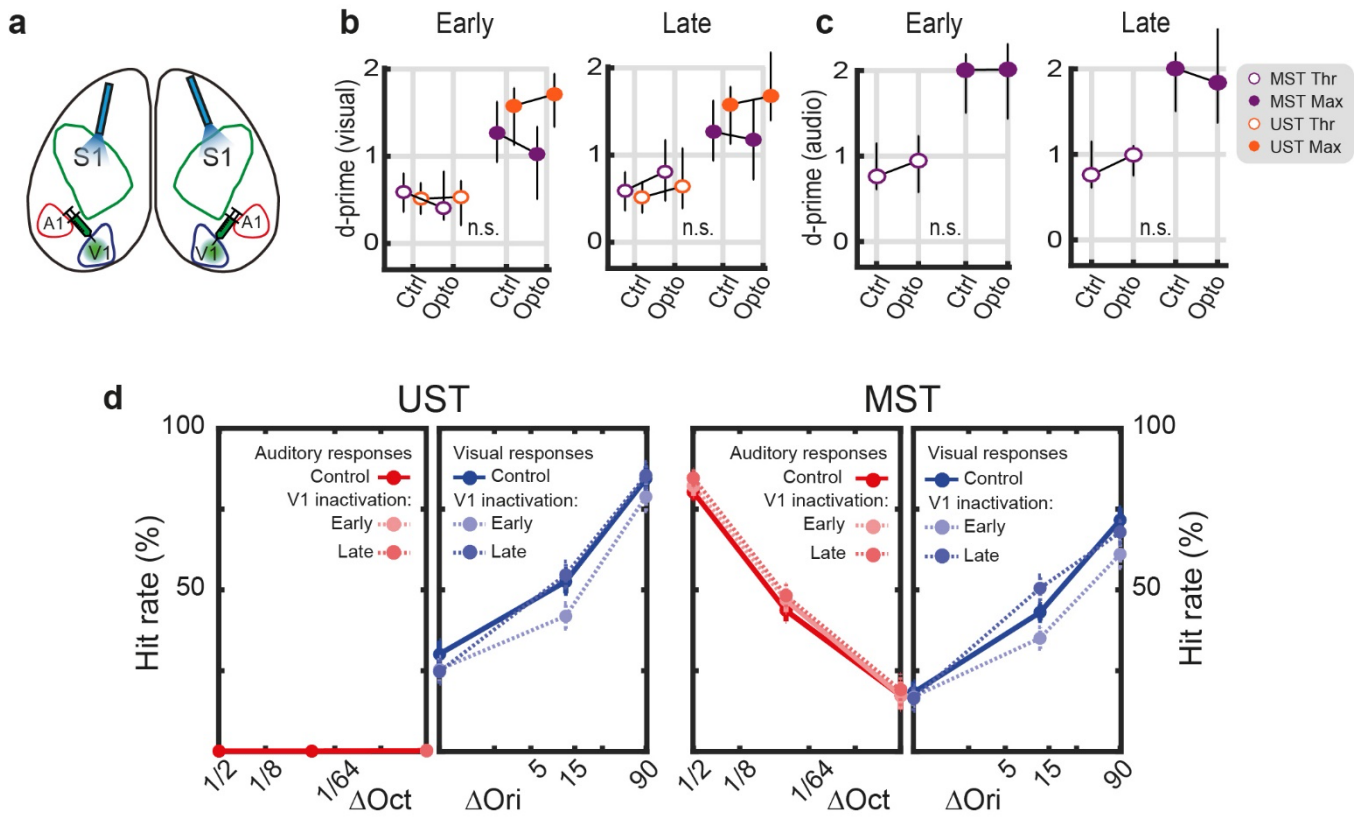 a
S1
S1
A1
V1
V1
A1
b
Early
Late
d-prime (visual)
2
1
0
n.s.
Ctrl
Opto
Ctrl
Opto
2
1
0
n.s.
Ctrl
Opto
Ctrl
Opto
c
Early
Late
d-prime (audio)
2
1
0
n.s.
Ctrl
Opto
Ctrl
Opto
2
1
0
n.s.
Ctrl
Opto
Ctrl
Opto
MST Thr
MST Max
UST Thr
UST Max
d
UST
MST
100
50
Hit rate (%)
Auditory responses
Control
V1 inactivation:
Early
Late
Visual responses
Control
V1 inactivation:
Early
Late
1/2
1/8
1/64
ΔOct
ΔOri
5
15
90
Auditory responses
Control
V1 inactivation:
Early
Late
Visual responses
Control
V1 inactivation:
Early
Late
100
50
Hit rate (%)
1/2
1/8
1/64
ΔOct
ΔOri
5
15
90